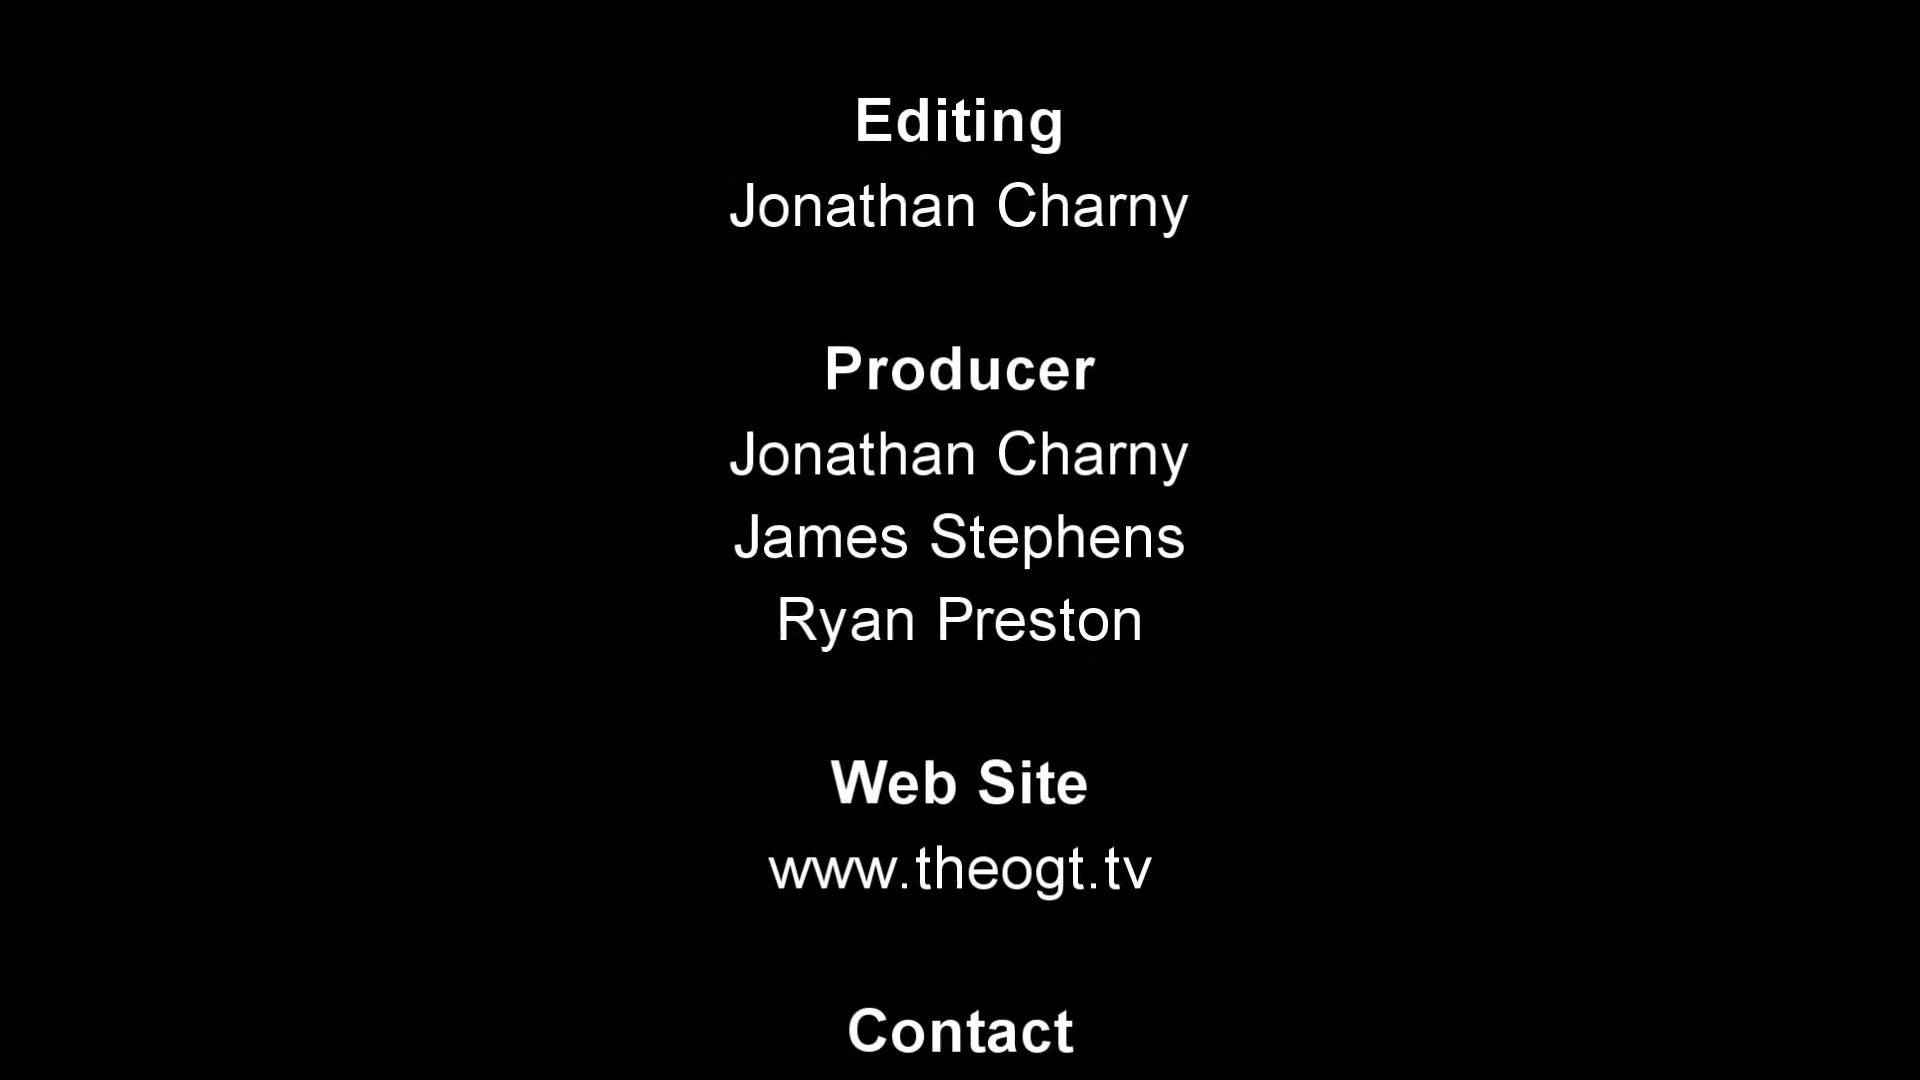 Editing
Jonathan Charny
Producer
Jonathan Charny
James Stephens
Ryan Preston
Web Site
www.theogt.tv
Contact